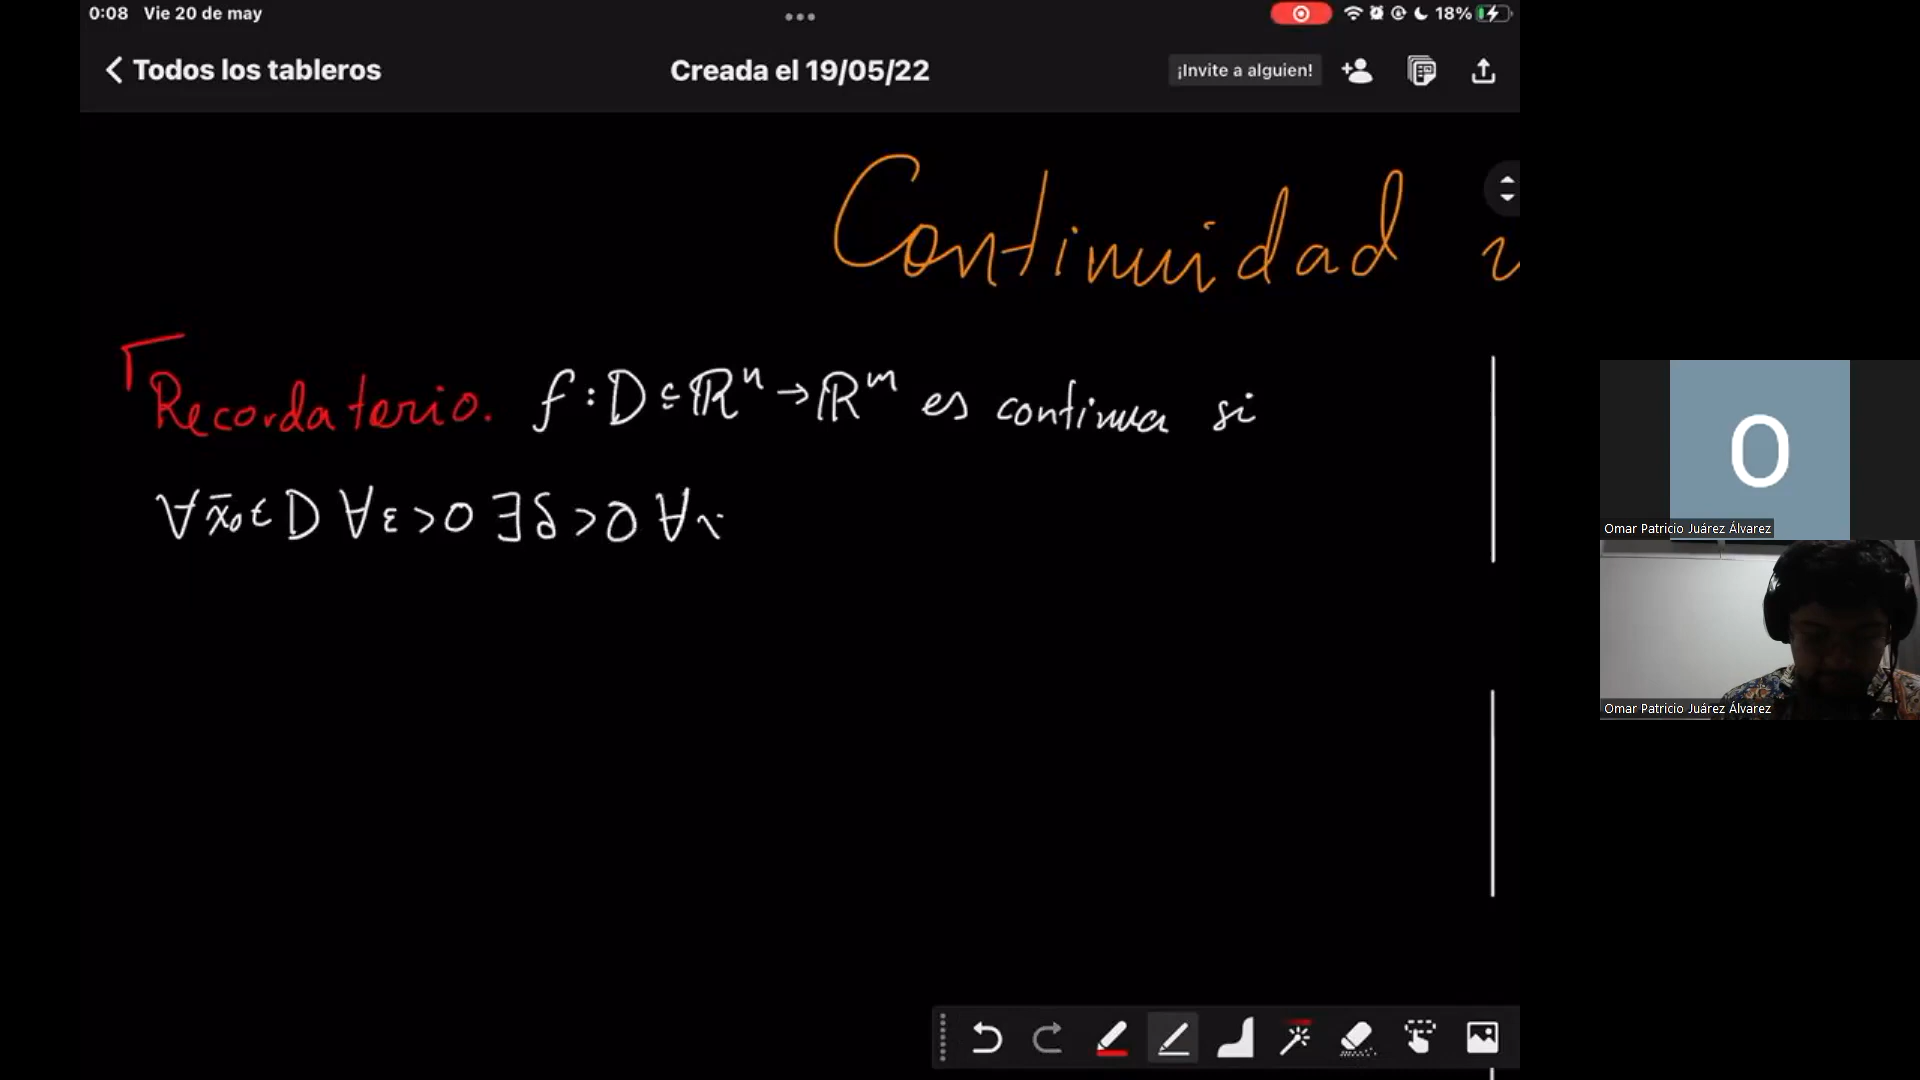 0:08 Vie 20 de may
18%
Todos los tableros
Creada el 19/05/22
¡Invite a alguien!
Continuidad
Recordatorio. f : D ⊆ ℝⁿ → ℝᵐ es continua si
∀ x̄₀ ∈ D ∀ ε > 0 ∃ δ > 0 ∀
O
Omar Patricio Juárez Álvarez
Omar Patricio Juárez Álvarez